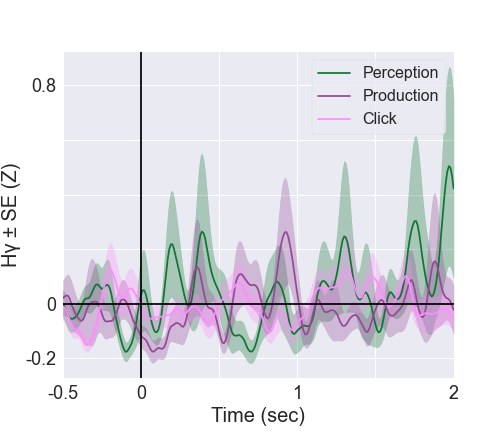 Perception
Production
Click
Hγ ± SE (Z)
0.8
0
-0.2
-0.5
0
1
2
Time (sec)